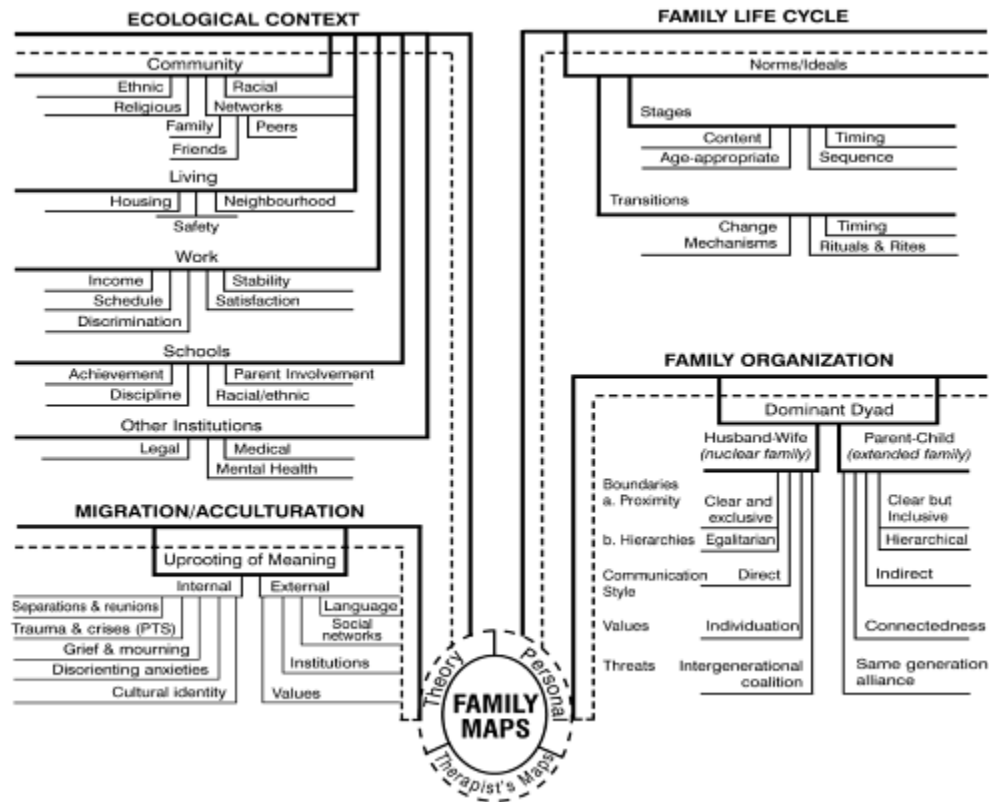 ECOLOGICAL CONTEXT
Community
Ethnic
Racial
Religious
Networks
Family
Peers
Friends
Living
Housing
Neighbourhood
Safety
Work
Income
Stability
Schedule
Satisfaction
Discrimination
Schools
Achievement
Parent Involvement
Discipline
Racial/ethnic
Other Institutions
Legal
Medical
Mental Health
FAMILY LIFE CYCLE
Norms/Ideals
Stages
Content
Timing
Age-appropriate
Sequence
Transitions
Change
Mechanisms
Timing
Rituals & Rites
MIGRATION/ACCULTURATION
Uprooting of Meaning
Internal
External
Separations & reunions
Language
Trauma & crises (PTS)
Social
networks
Grief & mourning
Disorienting anxieties
Institutions
Cultural identity
Values
FAMILY ORGANIZATION
Dominant Dyad
Husband-Wife
(nuclear family)
Parent-Child
(extended family)
Boundaries
a. Proximity
Clear and
exclusive
Clear but
Inclusive
b. Hierarchies
Egalitarian
Hierarchical
Communication
Style
Direct
Indirect
Values
Individuation
Connectedness
Threats
Intergenerational
coalition
Same generation
alliance
Theory
Personal
FAMILY
MAPS
Therapist's Maps